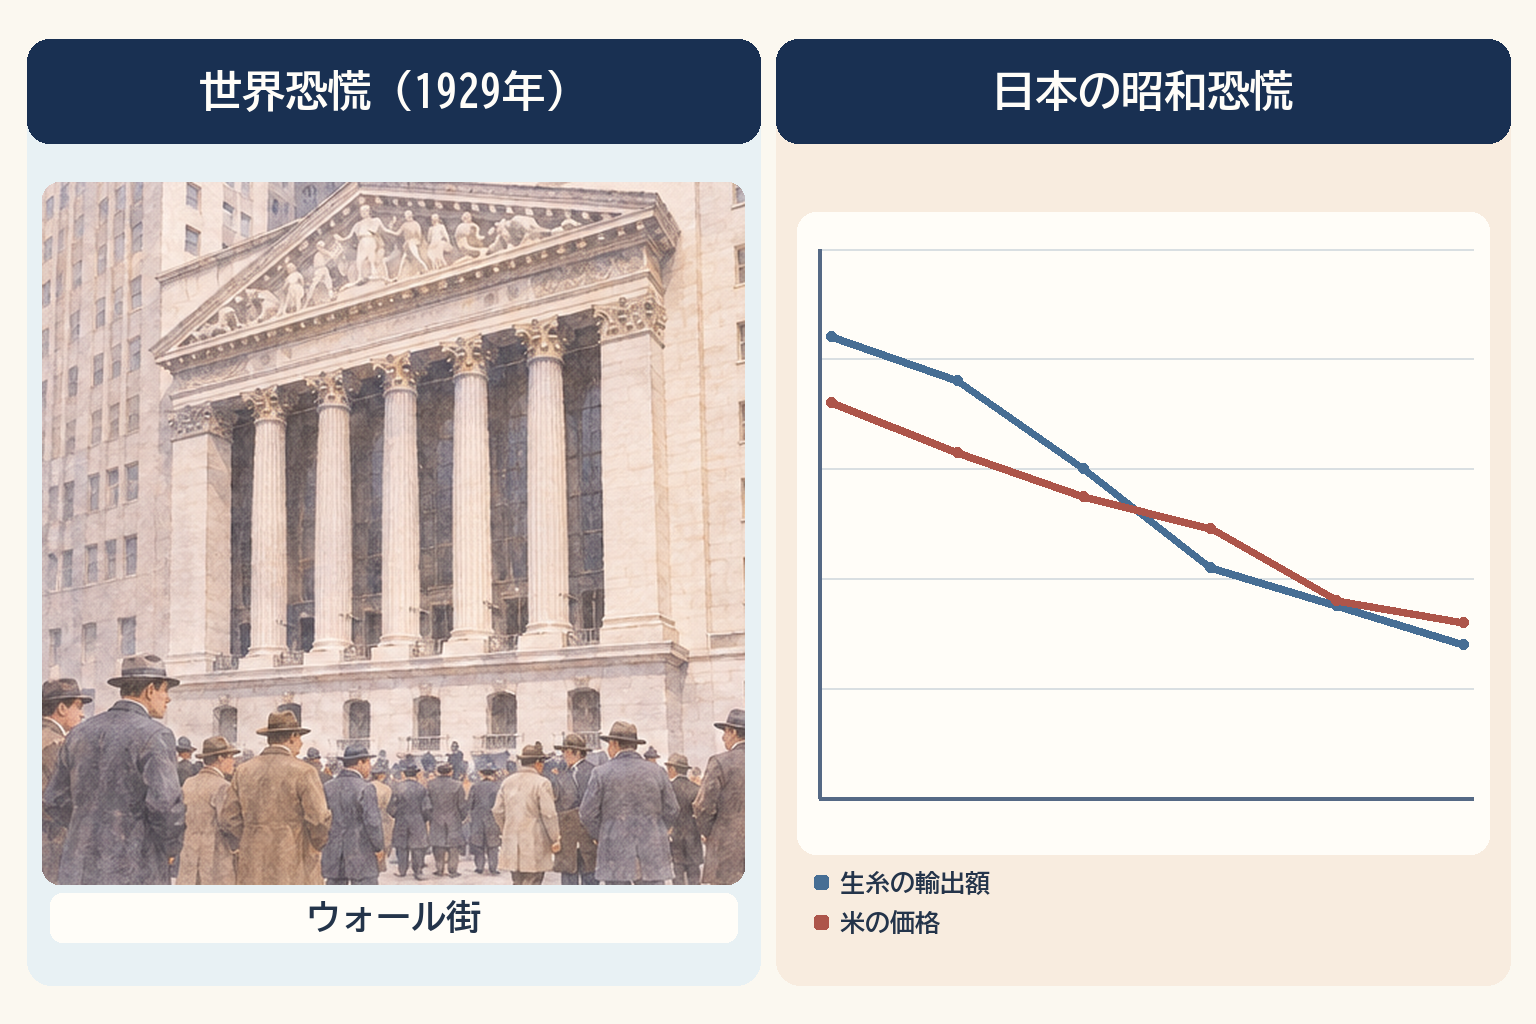 世界恐慌（1929年）
ウォール街
日本の昭和恐慌
生糸の輸出額
米の価格